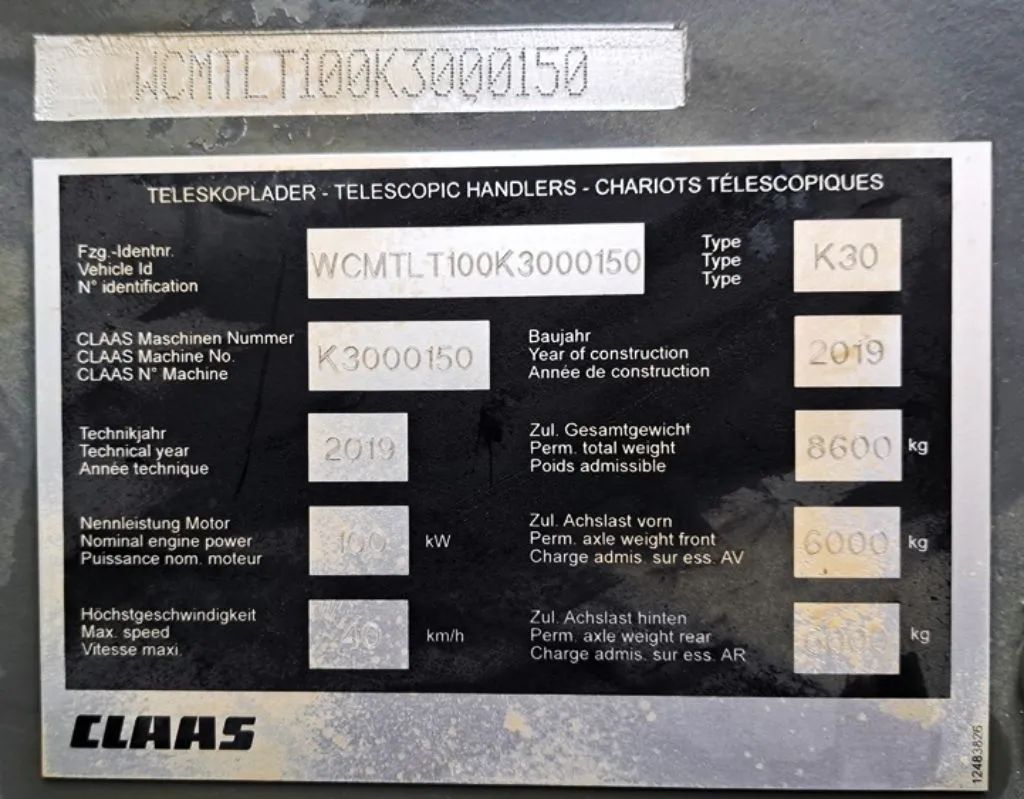 WCMTLT100K3000150
TELESKOPLADER - TELESCOPIC HANDLERS - CHARIOTS TÉLESCOPIQUES
Fzg.-Identnr.
Vehicle Id
N° identification
WCMTLT100K3000150
Type
Type
Type
K30
CLAAS Maschinen Nummer
CLAAS Machine No.
CLAAS N° Machine
K3000150
Baujahr
Year of construction
Année de construction
2019
Technikjahr
Technical year
Année technique
2019
Zul. Gesamtgewicht
Perm. total weight
Poids admissible
8600 kg
Nennleistung Motor
Nominal engine power
Puissance nom. moteur
100 kW
Zul. Achslast vorn
Perm. axle weight front
Charge admis. sur ess. AV
6000 kg
Höchstgeschwindigkeit
Max. speed
Vitesse maxi.
40 km/h
Zul. Achslast hinten
Perm. axle weight rear
Charge admis. sur ess. AR
6000 kg
CLAAS
12483826